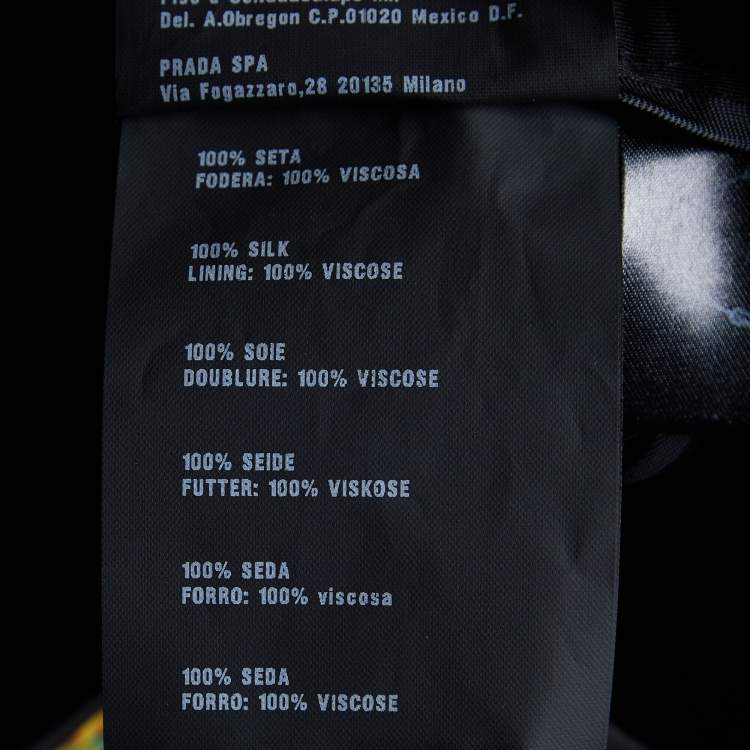 Del. A.Obregon C.P.01020 Mexico D.F.
PRADA SPA
Via Fogazzaro,28 20135 Milano
100% SETA
FODERA: 100% VISCOSA
100% SILK
LINING: 100% VISCOSE
100% SOIE
DOUBLURE: 100% VISCOSE
100% SEIDE
FUTTER: 100% VISKOSE
100% SEDA
FORRO: 100% viscosa
100% SEDA
FORRO: 100% VISCOSE